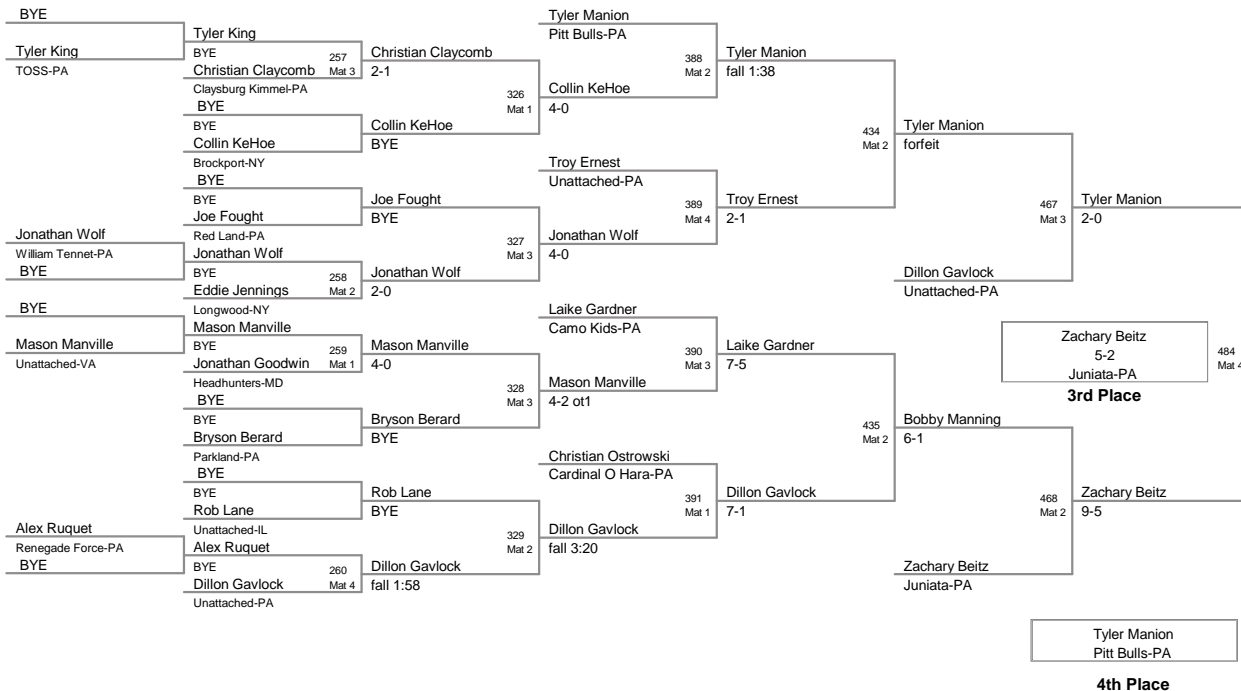 BYE
Tyler King
TOSS-PA
Jonathan Wolf
William Tennet-PA
BYE
BYE
Mason Manville
Unattached-VA
Alex Ruquet
Renegade Force-PA
BYE
Tyler King
BYE
257
Christian Claycomb
Mat 3
Claysburg Kimmel-PA
BYE
BYE
Collin KeHoe
Brockport-NY
BYE
BYE
Joe Fought
Red Land-PA
Jonathan Wolf
BYE
258
Eddie Jennings
Mat 2
Longwood-NY
Mason Manville
BYE
259
Jonathan Goodwin
Mat 1
Headhunters-MD
BYE
BYE
Bryson Berard
Parkland-PA
BYE
BYE
Rob Lane
Unattached-IL
Alex Ruquet
BYE
260
Dillon Gavlock
Mat 4
Unattached-PA
Christian Claycomb
2-1
326
Mat 1
Collin KeHoe
BYE
Joe Fought
BYE
327
Mat 3
Jonathan Wolf
2-0
Mason Manville
4-0
328
Mat 3
Bryson Berard
BYE
Rob Lane
BYE
329
Mat 2
Dillon Gavlock
fall 1:58
Tyler Manion
Pitt Bulls-PA
388
Mat 2
Collin KeHoe
4-0
Troy Ernest
Unattached-PA
389
Mat 4
Jonathan Wolf
4-0
Laike Gardner
Camo Kids-PA
390
Mat 3
Mason Manville
4-2 ot1
Christian Ostrowski
Cardinal O Hara-PA
391
Mat 1
Dillon Gavlock
fall 3:20
Tyler Manion
fall 1:38
434
Mat 2
Troy Ernest
2-1
Laike Gardner
7-5
435
Mat 2
Dillon Gavlock
7-1
Tyler Manion
forfeit
467
Mat 3
Dillon Gavlock
Unattached-PA
Bobby Manning
6-1
468
Mat 2
Zachary Beitz
Juniata-PA
Tyler Manion
2-0
Zachary Beitz
5-2
Juniata-PA
484
Mat 4
3rd Place
Zachary Beitz
9-5
Tyler Manion
Pitt Bulls-PA
4th Place